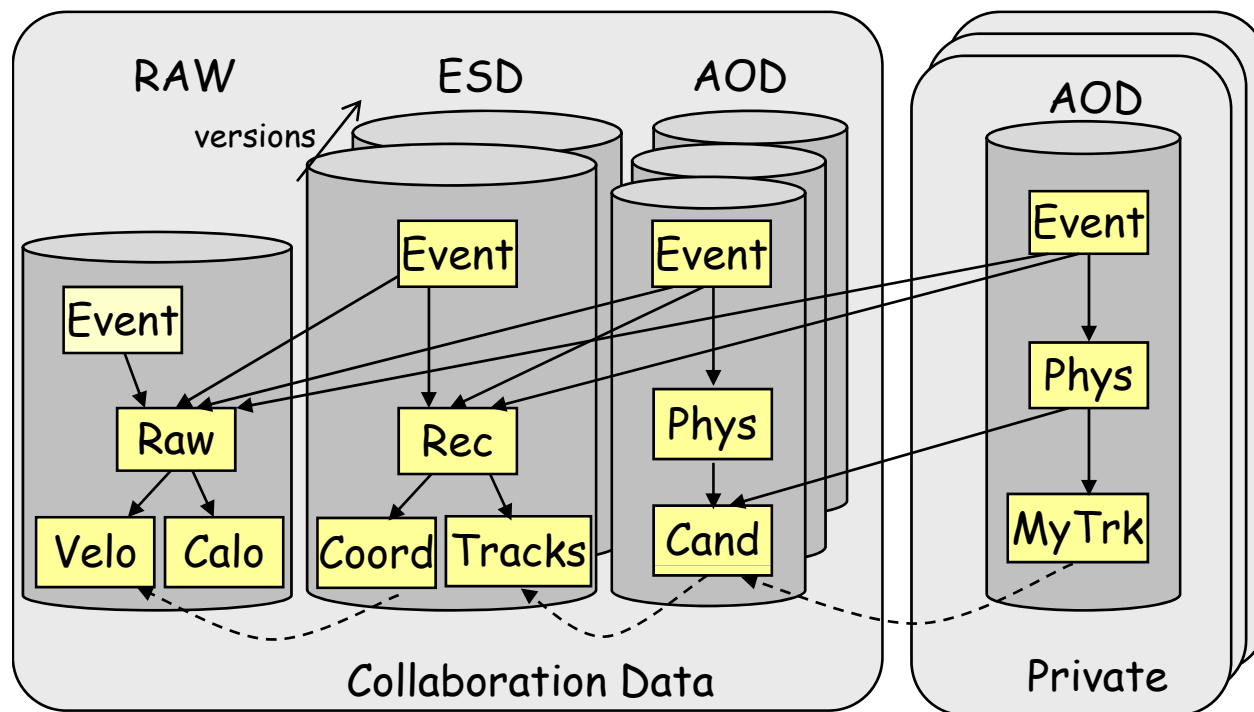 RAW
ESD
AOD
AOD
versions
Event
Event
Event
Event
Raw
Rec
Phys
Phys
Velo
Calo
Coord
Tracks
Cand
MyTrk
Collaboration Data
Private